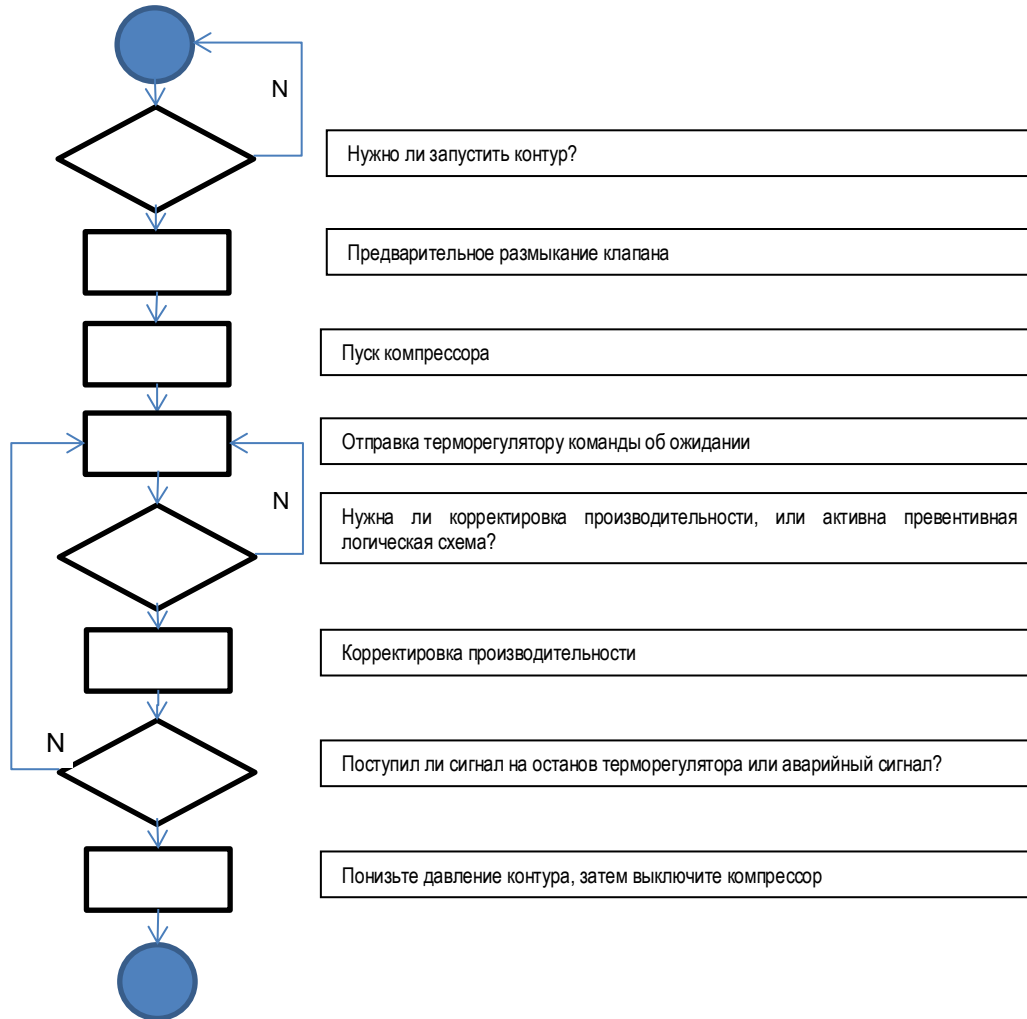 N
Нужно ли запустить контур?
Предварительное размыкание клапана
Пуск компрессора
Отправка терморегулятору команды об ожидании
N
Нужна ли корректировка производительности, или активна превентивная
логическая схема?
Корректировка производительности
N
Поступил ли сигнал на останов терморегулятора или аварийный сигнал?
Понизьте давление контура, затем выключите компрессор